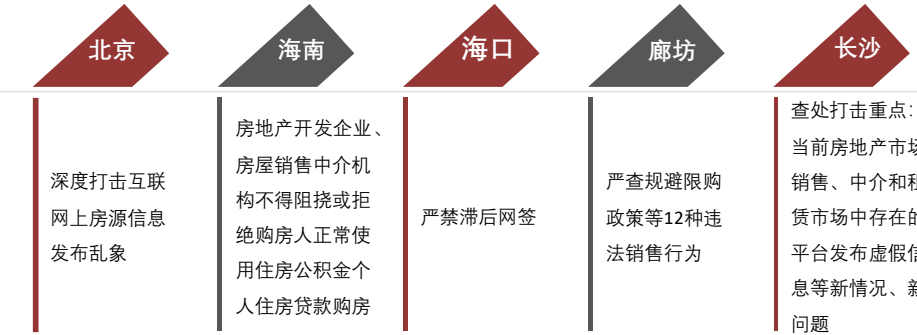 北京
深度打击互联
网上房源信息
发布乱象
海南
房地产开发企业、
房屋销售中介机
构不得阻挠或拒
绝购房人正常使
用住房公积金个
人住房贷款购房
海口
严禁滞后网签
廊坊
严查规避限购
政策等12种违
法销售行为
长沙
查处打击重点：
当前房地产市场
销售、中介和租
赁市场中存在的
平台发布虚假信
息等新情况、新
问题